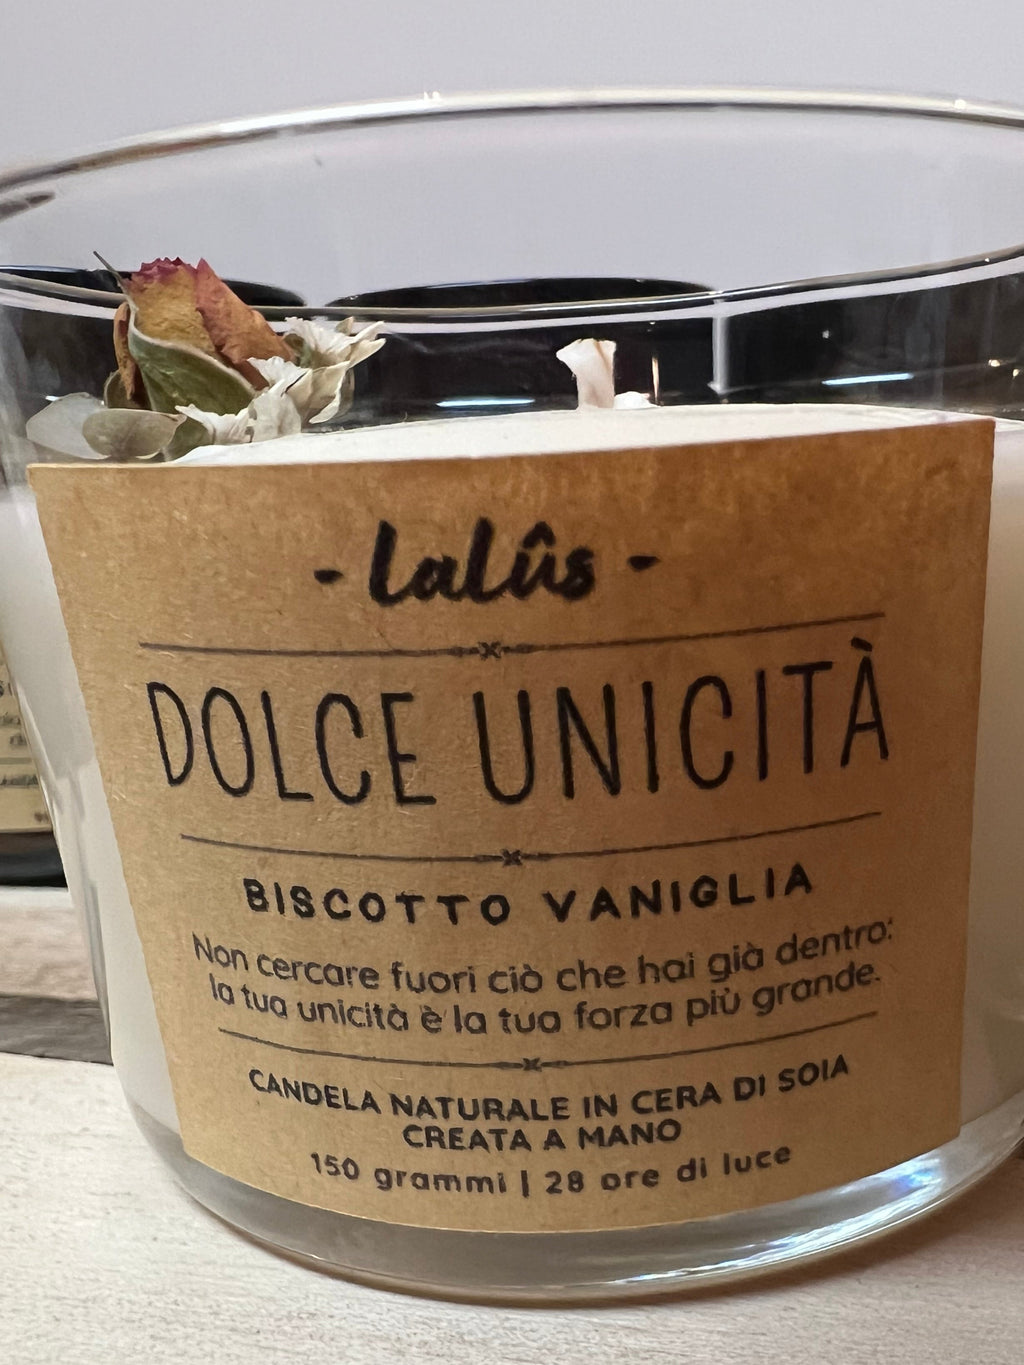 - lalûs -
DOLCE UNICITÀ
BISCOTTO VANIGLIA
Non cercare fuori ciò che hai già dentro:
la tua unicità è la tua forza più grande.
CANDELA NATURALE IN CERA DI SOIA
CREATA A MANO
150 grammi | 28 ore di luce